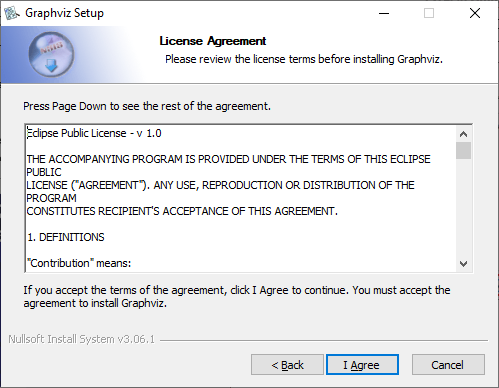 Graphviz Setup
License Agreement
Please review the license terms before installing Graphviz.
Press Page Down to see the rest of the agreement.
Eclipse Public License - v 1.0
THE ACCOMPANYING PROGRAM IS PROVIDED UNDER THE TERMS OF THIS ECLIPSE
PUBLIC
LICENSE ("AGREEMENT"). ANY USE, REPRODUCTION OR DISTRIBUTION OF THE
PROGRAM
CONSTITUTES RECIPIENT'S ACCEPTANCE OF THIS AGREEMENT.
1. DEFINITIONS
"Contribution" means:
If you accept the terms of the agreement, click I Agree to continue. You must accept the
agreement to install Graphviz.
Nullsoft Install System v3.06.1
< Back
I Agree
Cancel